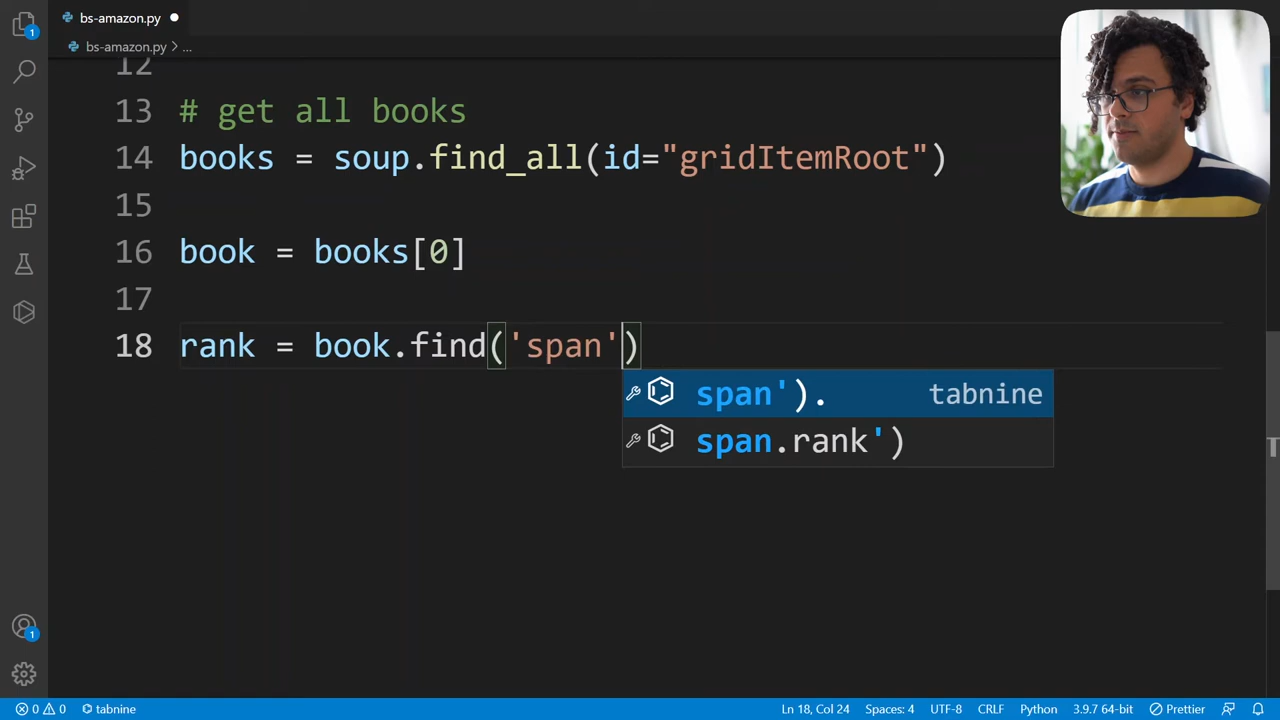 bs-amazon.py
bs-amazon.py > ...
12
13 # get all books
14 books = soup.find_all(id="gridItemRoot")
15
16 book = books[0]
17
18 rank = book.find('span')
span'). tabnine
span.rank')
1
1
0 0 tabnine Ln 18, Col 24 Spaces: 4 UTF-8 CRLF Python 3.9.7 64-bit Prettier